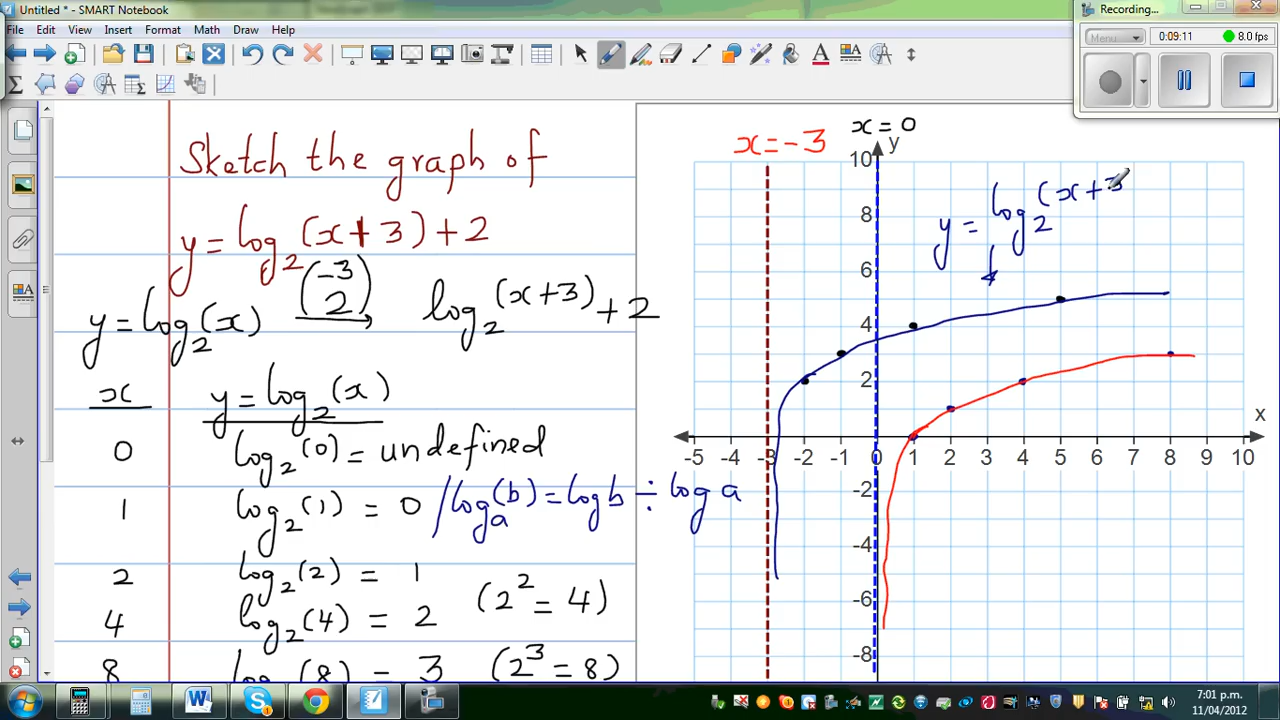 Untitled * - SMART Notebook
Recording...
File Edit View Insert Format Math Draw Help
Menu
0:09:11
8.0 fps
Sketch the graph of
y = log₂(x+3) + 2
y = log₂(x) (-3 2) → log₂(x+3) + 2
x y = log₂(x)
0 log₂(0) = undefined
1 log₂(1) = 0 / logₐ(b) = log b ÷ log a
2 log₂(2) = 1
4 log₂(4) = 2 (2² = 4)
8 log₂(8) = 3 (2³ = 8)
x = -3
x = 0
y
y = log₂(x+3
10
8
6
4
2
x
-5 -4 -3 -2 -1 0 1 2 3 4 5 6 7 8 9 10
-2
-4
-6
-8
7:01 p.m.
11/04/2012